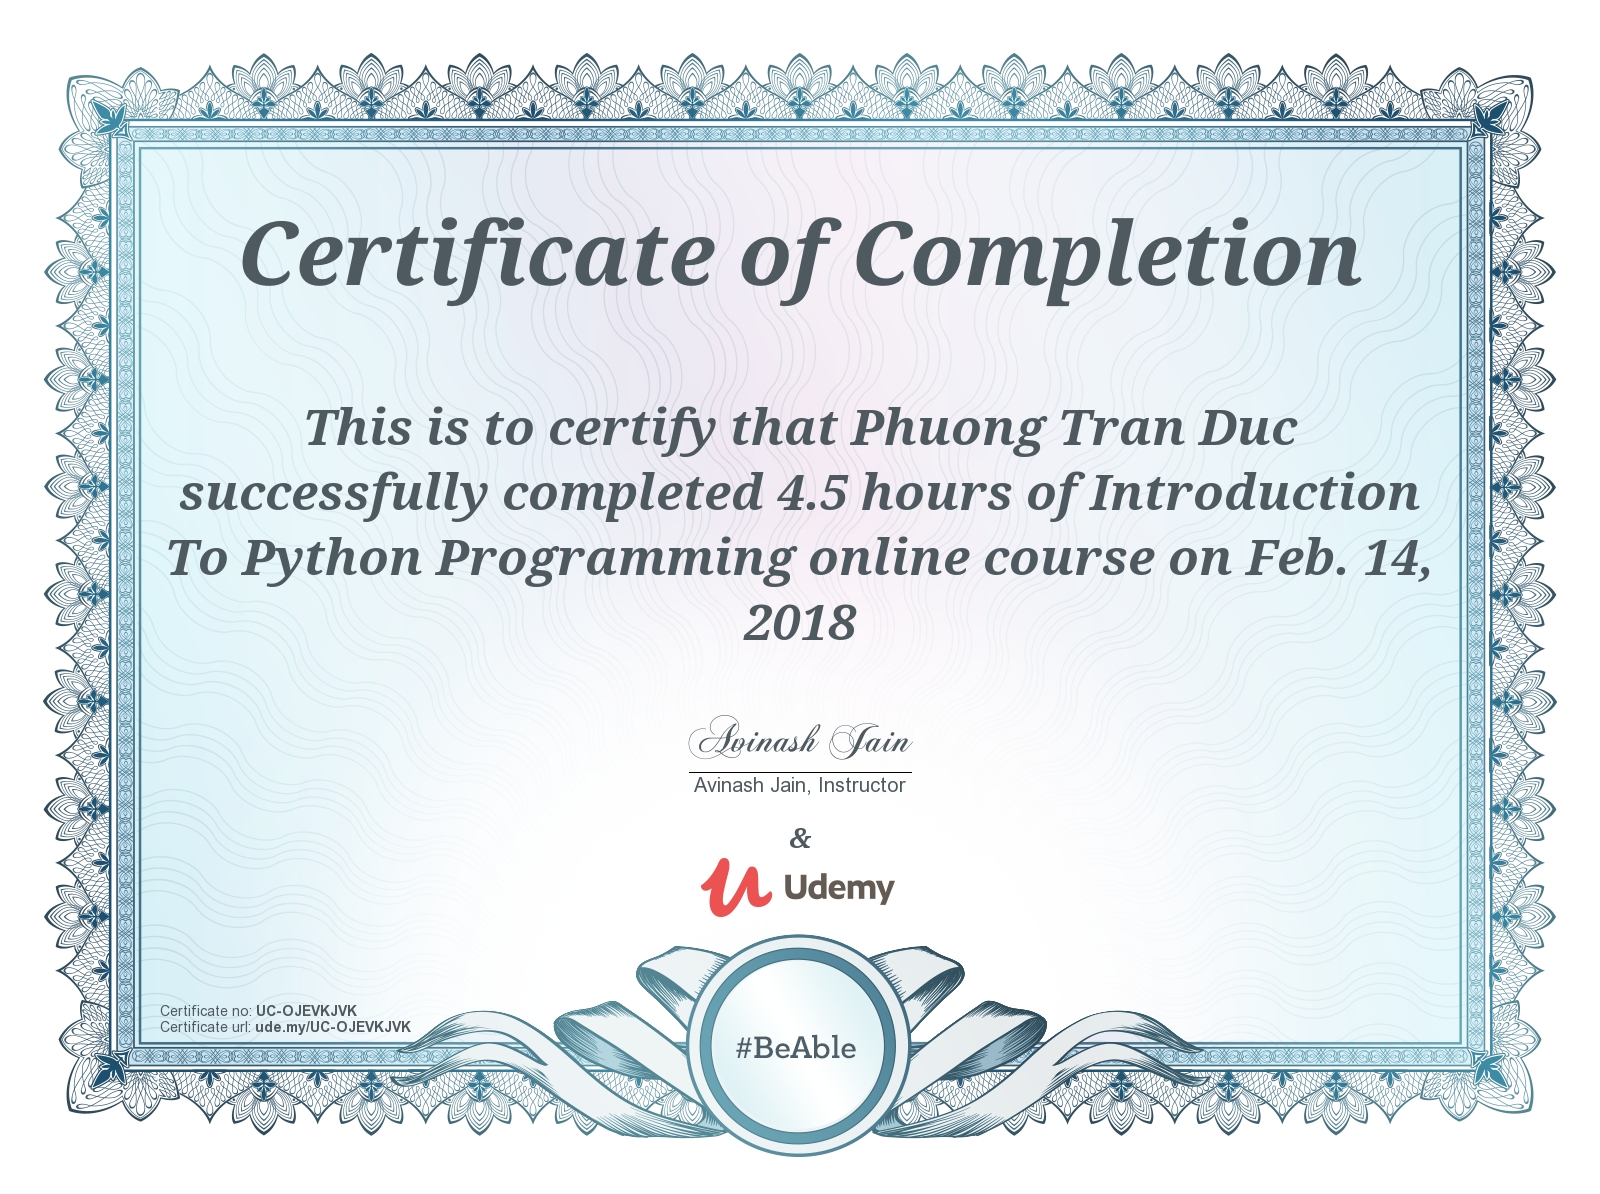 Certificate of Completion
This is to certify that Phuong Tran Duc
successfully completed 4.5 hours of Introduction
To Python Programming online course on Feb. 14,
2018
Avinash Jain
Avinash Jain, Instructor
&
Udemy
Certificate no: UC-OJEVKJVK
Certificate url: ude.my/UC-OJEVKJVK
#BeAble